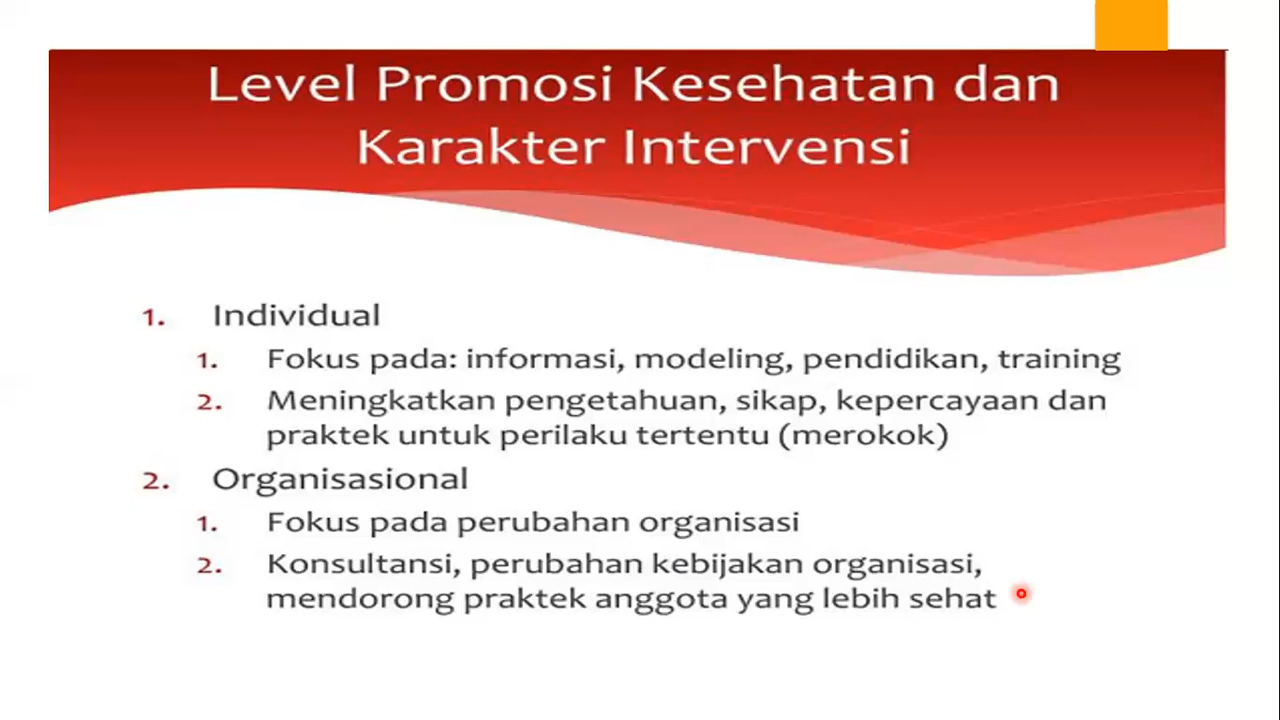 Level Promosi Kesehatan dan
Karakter Intervensi
1. Individual
1. Fokus pada: informasi, modeling, pendidikan, training
2. Meningkatkan pengetahuan, sikap, kepercayaan dan
praktek untuk perilaku tertentu (merokok)
2. Organisasional
1. Fokus pada perubahan organisasi
2. Konsultansi, perubahan kebijakan organisasi,
mendorong praktek anggota yang lebih sehat